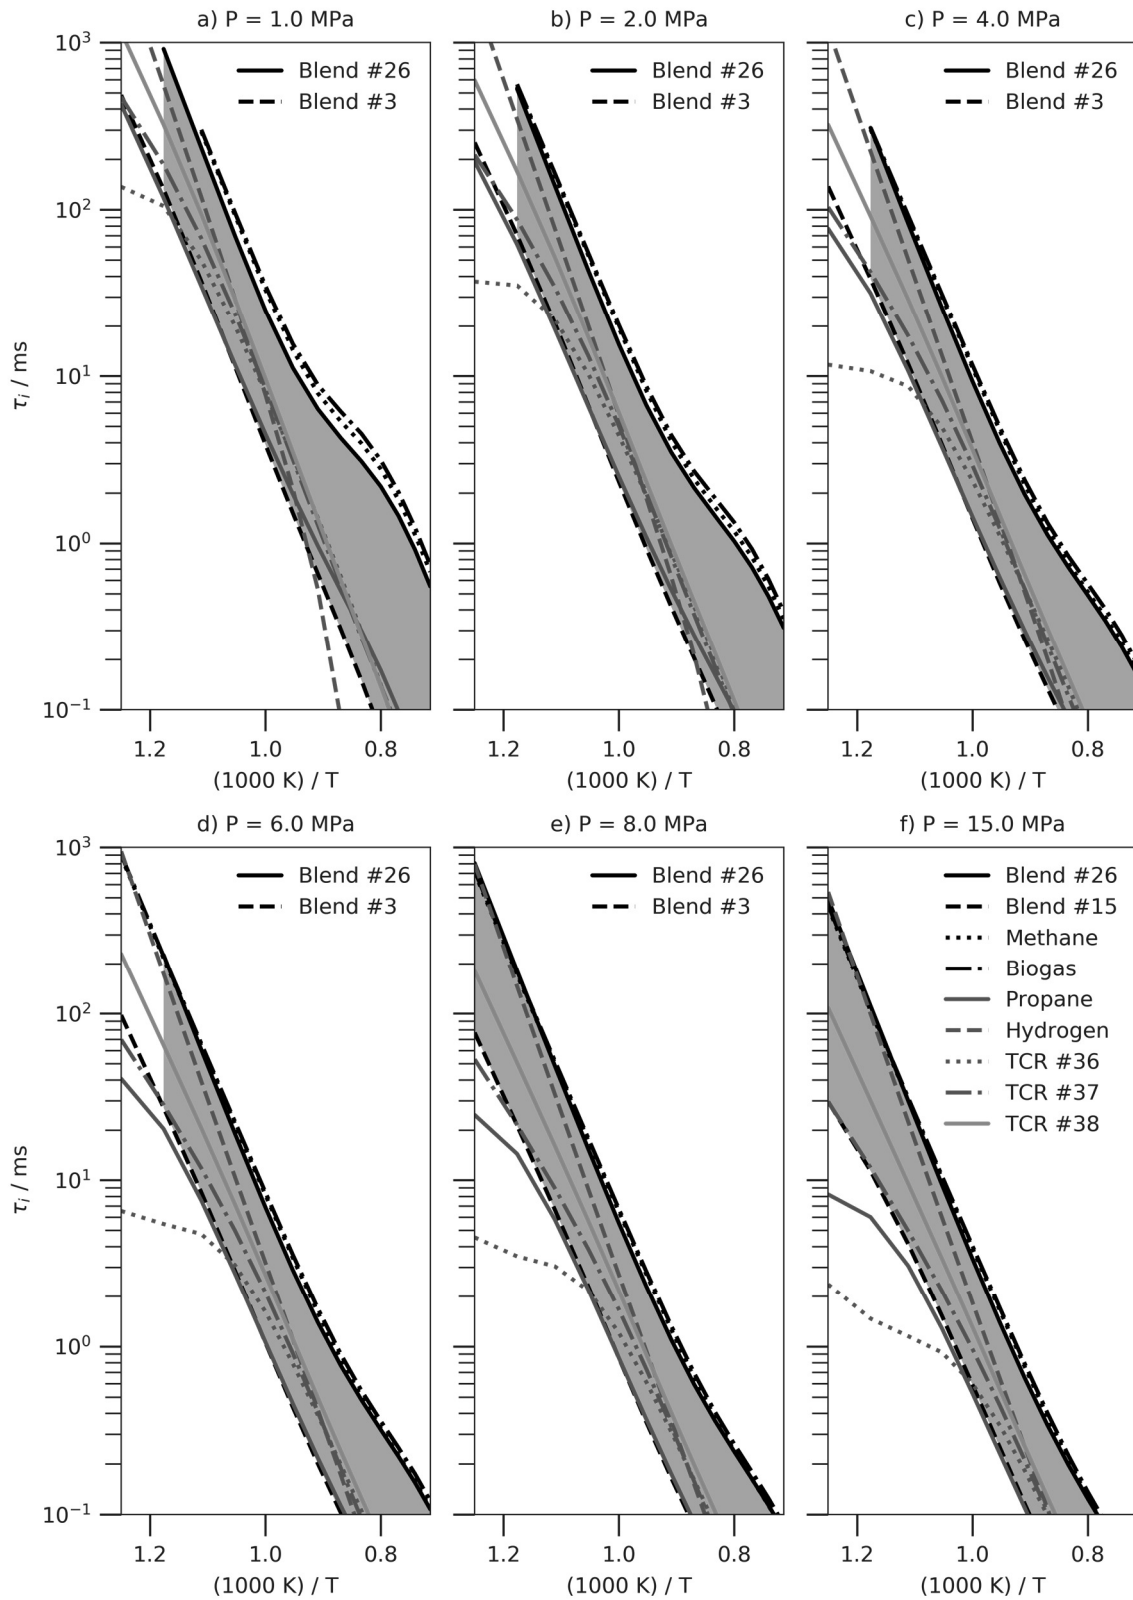 a) P = 1.0 MPa
b) P = 2.0 MPa
c) P = 4.0 MPa
10³
10²
10¹
10⁰
10⁻¹
τᵢ / ms
Blend #26
Blend #3
Blend #26
Blend #3
Blend #26
Blend #3
1.2 1.0 0.8
1.2 1.0 0.8
1.2 1.0 0.8
(1000 K) / T
(1000 K) / T
(1000 K) / T
d) P = 6.0 MPa
e) P = 8.0 MPa
f) P = 15.0 MPa
10³
10²
10¹
10⁰
10⁻¹
τᵢ / ms
Blend #26
Blend #3
Blend #26
Blend #3
Blend #26
Blend #15
Methane
Biogas
Propane
Hydrogen
TCR #36
TCR #37
TCR #38
1.2 1.0 0.8
1.2 1.0 0.8
1.2 1.0 0.8
(1000 K) / T
(1000 K) / T
(1000 K) / T